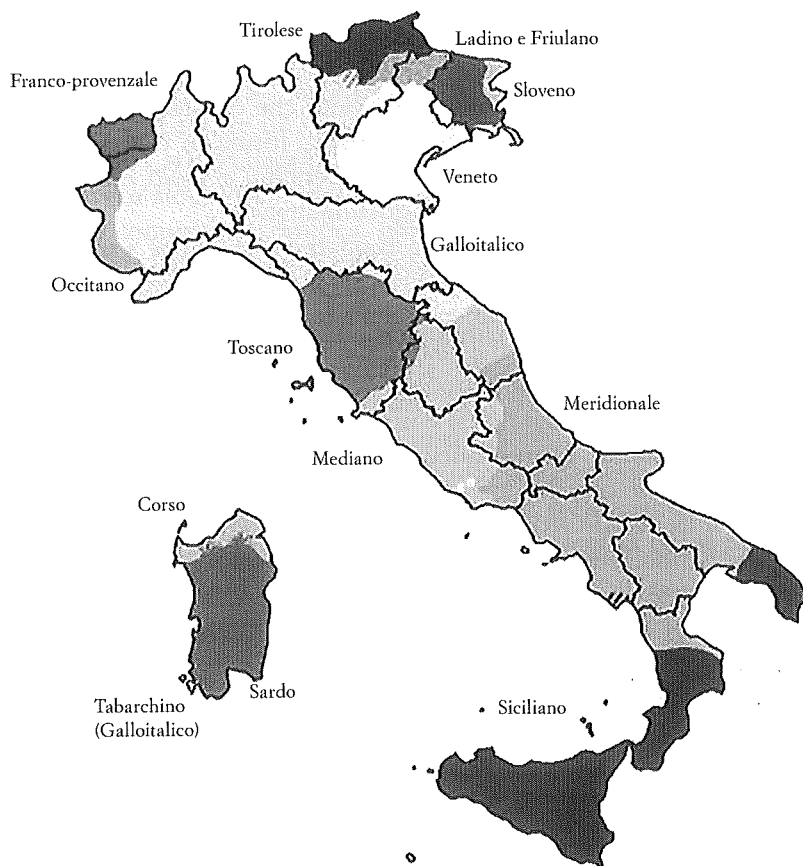 Tirolese
Ladino e Friulano
Franco-provenzale
Sloveno
Veneto
Galloitalico
Occitano
Toscano
Meridionale
Mediano
Corso
Sardo
Tabarchino
(Galloitalico)
Siciliano